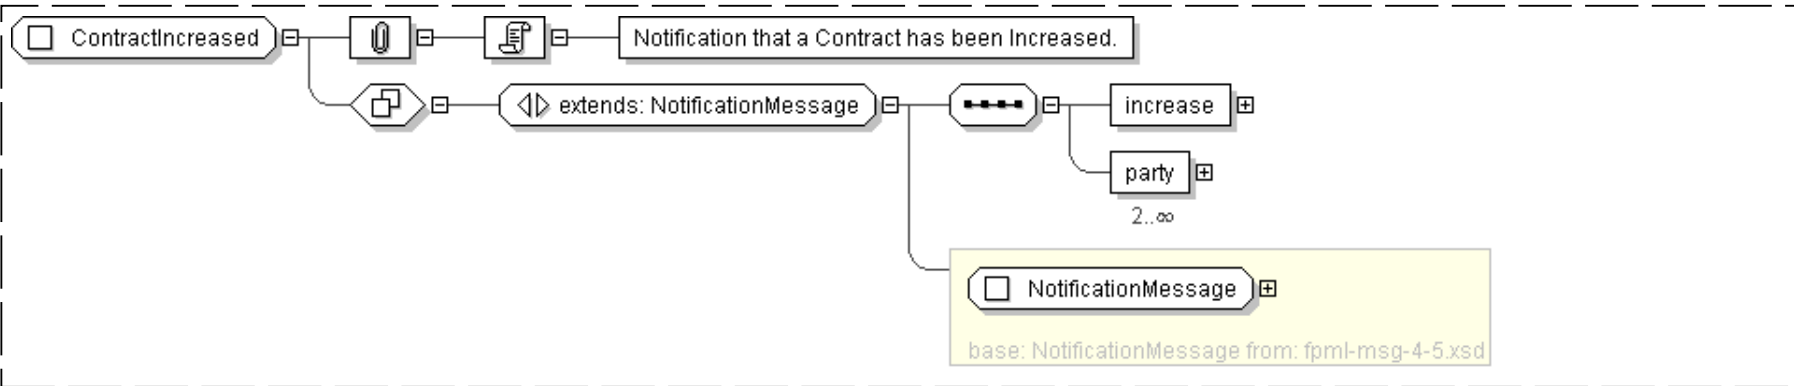 ContractIncreased
Notification that a Contract has been Increased.
extends: NotificationMessage
increase
party
2..∞
NotificationMessage
base: NotificationMessage from: fpml-msg-4-5.xsd